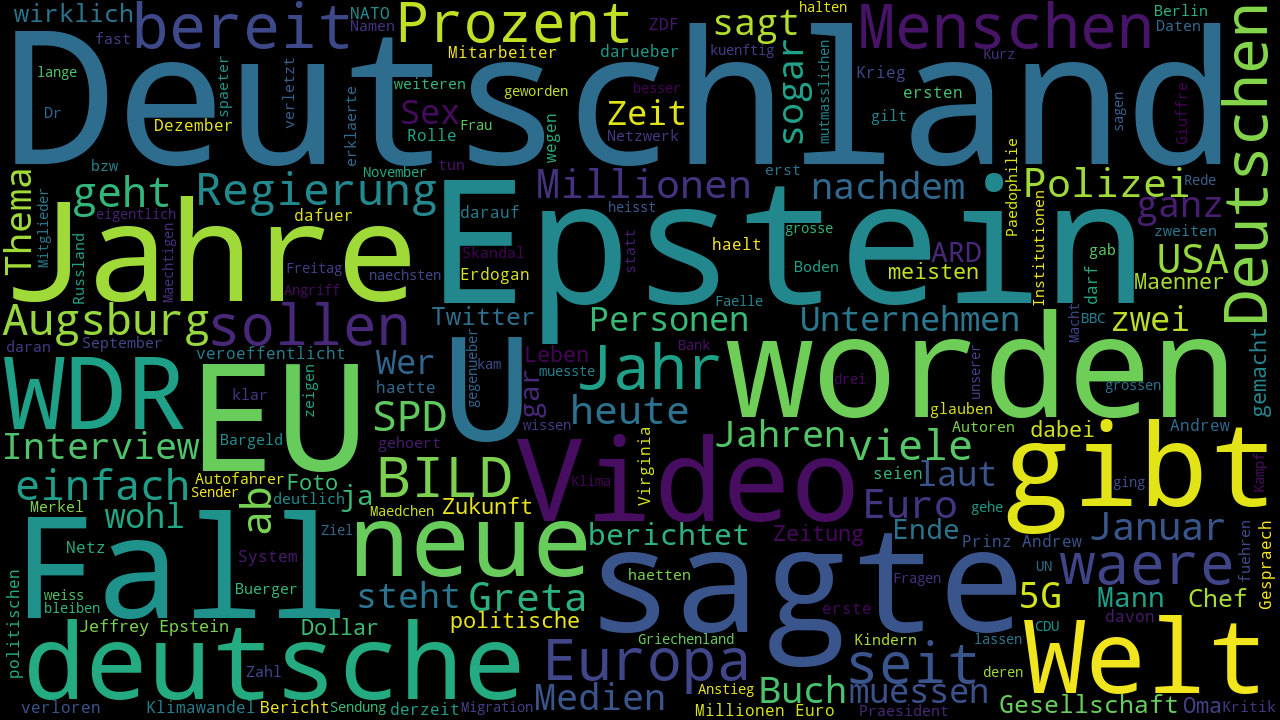 wirklich
bereit
NATO
Namen
Prozent
sagt
ZDF
halten
Menschen
Berlin
Daten
fast
Mitarbeiter
darueber
kuenftig
Kurz
Deutschland
Deutschen
lange
spaeter
verletzt
erklaerte
weiteren
geworden
besser
sogar
mutmasslichen
Krieg
ersten
gilt
sagen
Giuffre
Dr
Dezember
Sex
Rolle
Frau
wegen
Zeit
Netzwerk
bzw
November
tun
erst
Paedophilie
Thema
geht
Regierung
Millionen
nachdem
Polizei
Rede
Mitglieder
eigentlich
dafuer
darauf
heisst
grosse
Institutionen
ganz
zweiten
Jahre
Epstein
Russland
Maechtigen
Freitag
naechsten
Skandal
Erdogan
statt
haelt
Boden
ARD
meisten
darf
gab
USA
Maenner
Angriff
Faelle
Augsburg
sollen
Twitter
Personen
Unternehmen
Macht
BBC
zwei
daran
September
veroeffentlicht
Wer
gegenueber
kam
Leben
muesste
Bank
Jahr
worden
unserer
grossen
gemacht
WDR
EU
U
klar
zeigen
haette
SPD
gar
wissen
heute
drei
glauben
Autoren
dabei
Andrew
Interview
Bargeld
gehoert
Jahren
viele
gibt
einfach
Autofahrer
Sender
Foto
ja
BILD
Video
Klima
Virginia
seien
laut
gehe
ging
Kampf
Merkel
wohl
ab
deutlich
Maedchen
Zukunft
Euro
Fall
Netz
System
Ziel
neue
berichtet
Zeitung
Ende
Prinz Andrew
Januar
fuehren
Gespraech
politischen
weiss
bleiben
Buerger
steht
Greta
haetten
sagte
Fragen
erste
UN
waere
5G
Mann
Chef
Jeffrey Epstein
Dollar
politische
Griechenland
Kindern
lassen
CDU
davon
deutsche
Zahl
Europa
seit
deren
Welt
verloren
Klimawandel
Bericht
Sendung
derzeit
Migration
Medien
Anstieg
Millionen Euro
Buch
muessen
Praesident
Gesellschaft
Oma
Kritik